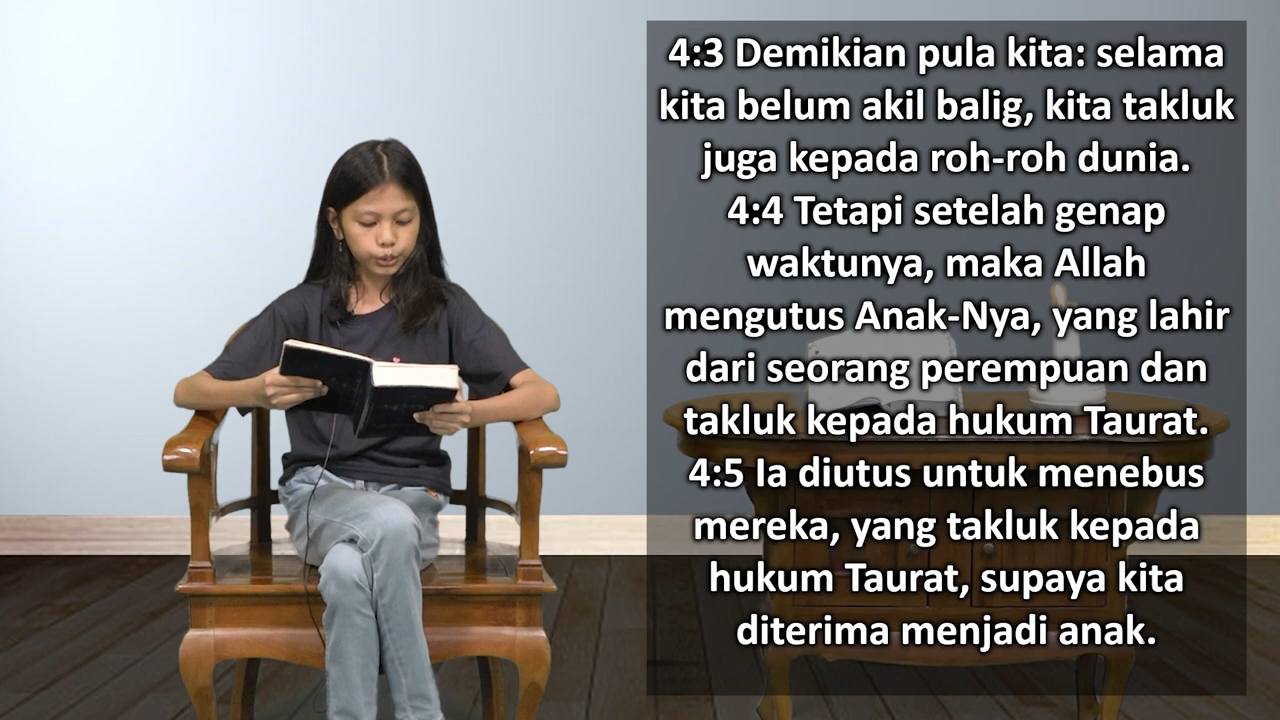 4:3 Demikian pula kita: selama
kita belum akil balig, kita takluk
juga kepada roh-roh dunia.
4:4 Tetapi setelah genap
waktunya, maka Allah
mengutus Anak-Nya, yang lahir
dari seorang perempuan dan
takluk kepada hukum Taurat.
4:5 Ia diutus untuk menebus
mereka, yang takluk kepada
hukum Taurat, supaya kita
diterima menjadi anak.